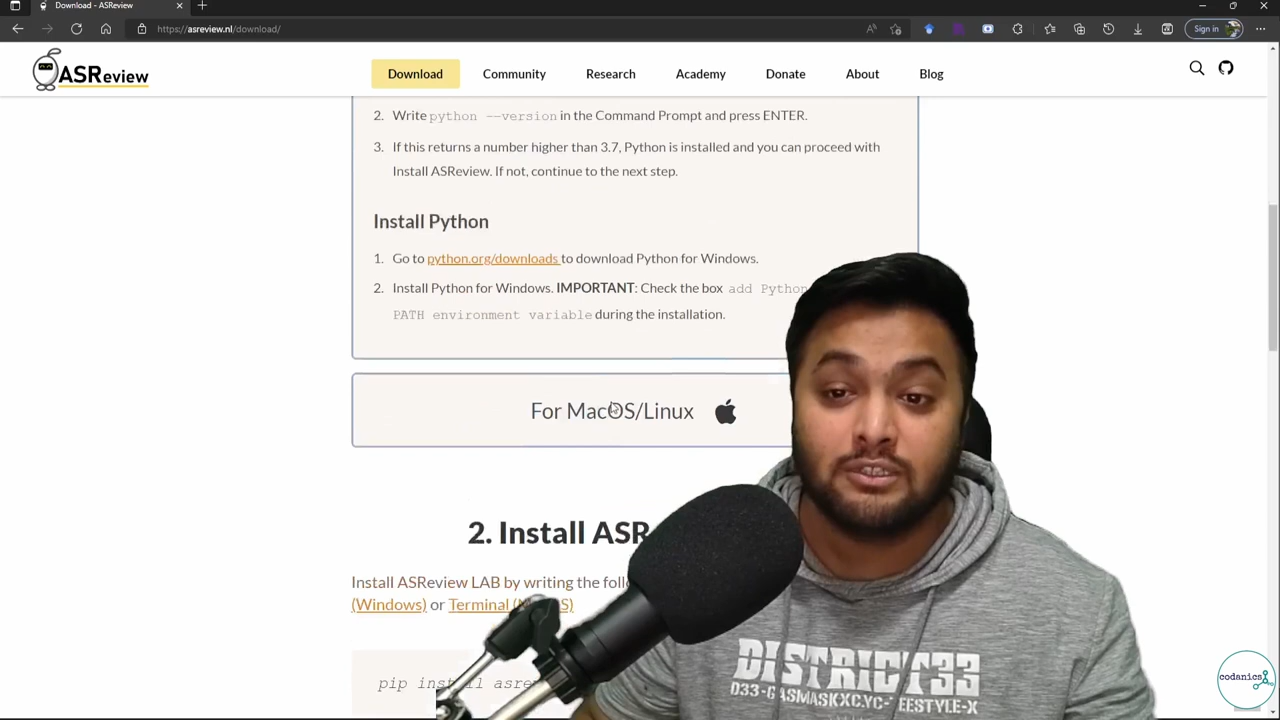 Download - ASReview
https://asreview.nl/download/
Sign in
ASReview
Download
Community
Research
Academy
Donate
About
Blog
2. Write python --version in the Command Prompt and press ENTER.
3. If this returns a number higher than 3.7, Python is installed and you can proceed with
Install ASReview. If not, continue to the next step.
Install Python
1. Go to python.org/downloads to download Python for Windows.
2. Install Python for Windows. IMPORTANT: Check the box add Python
PATH environment variable during the installation.
For MacOS/Linux
2. Install ASR
Install ASReview LAB by writing the
(Windows) or Terminal
pip install
DISTRICT33
codanics